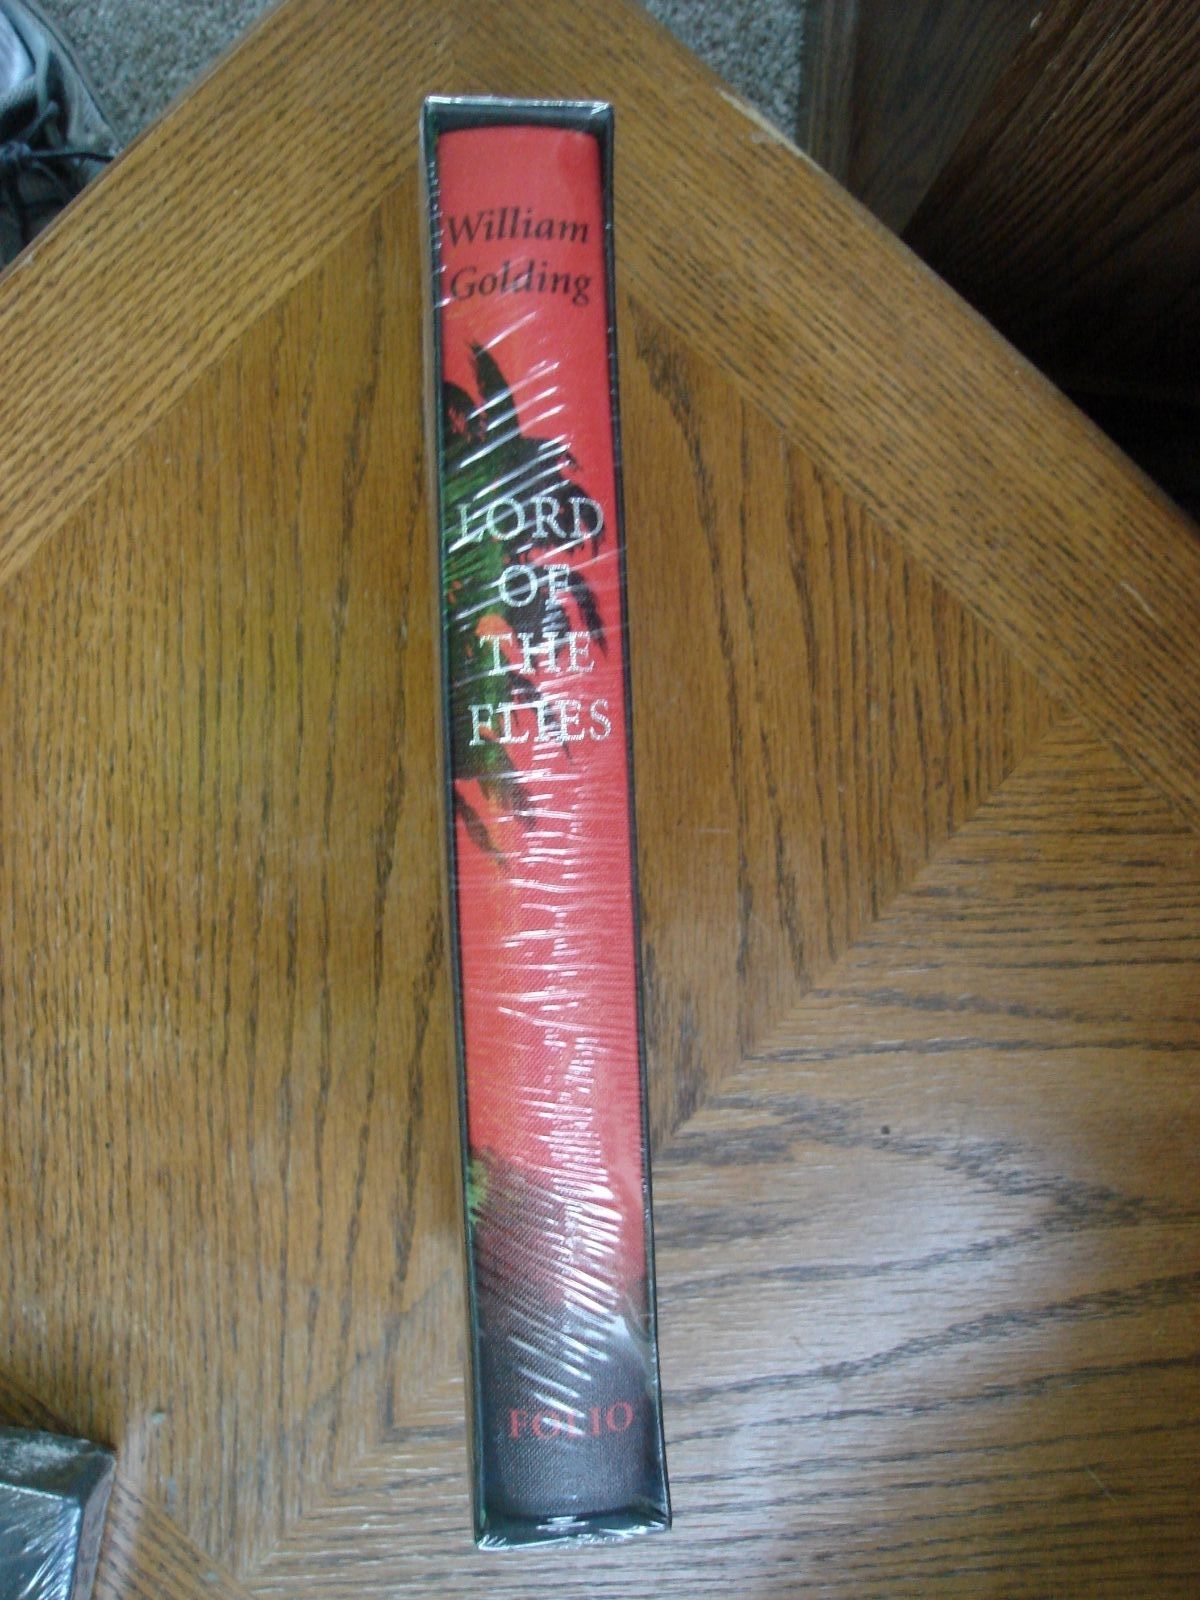 William
Golding
LORD
OF
THE
FLIES
FOLIO